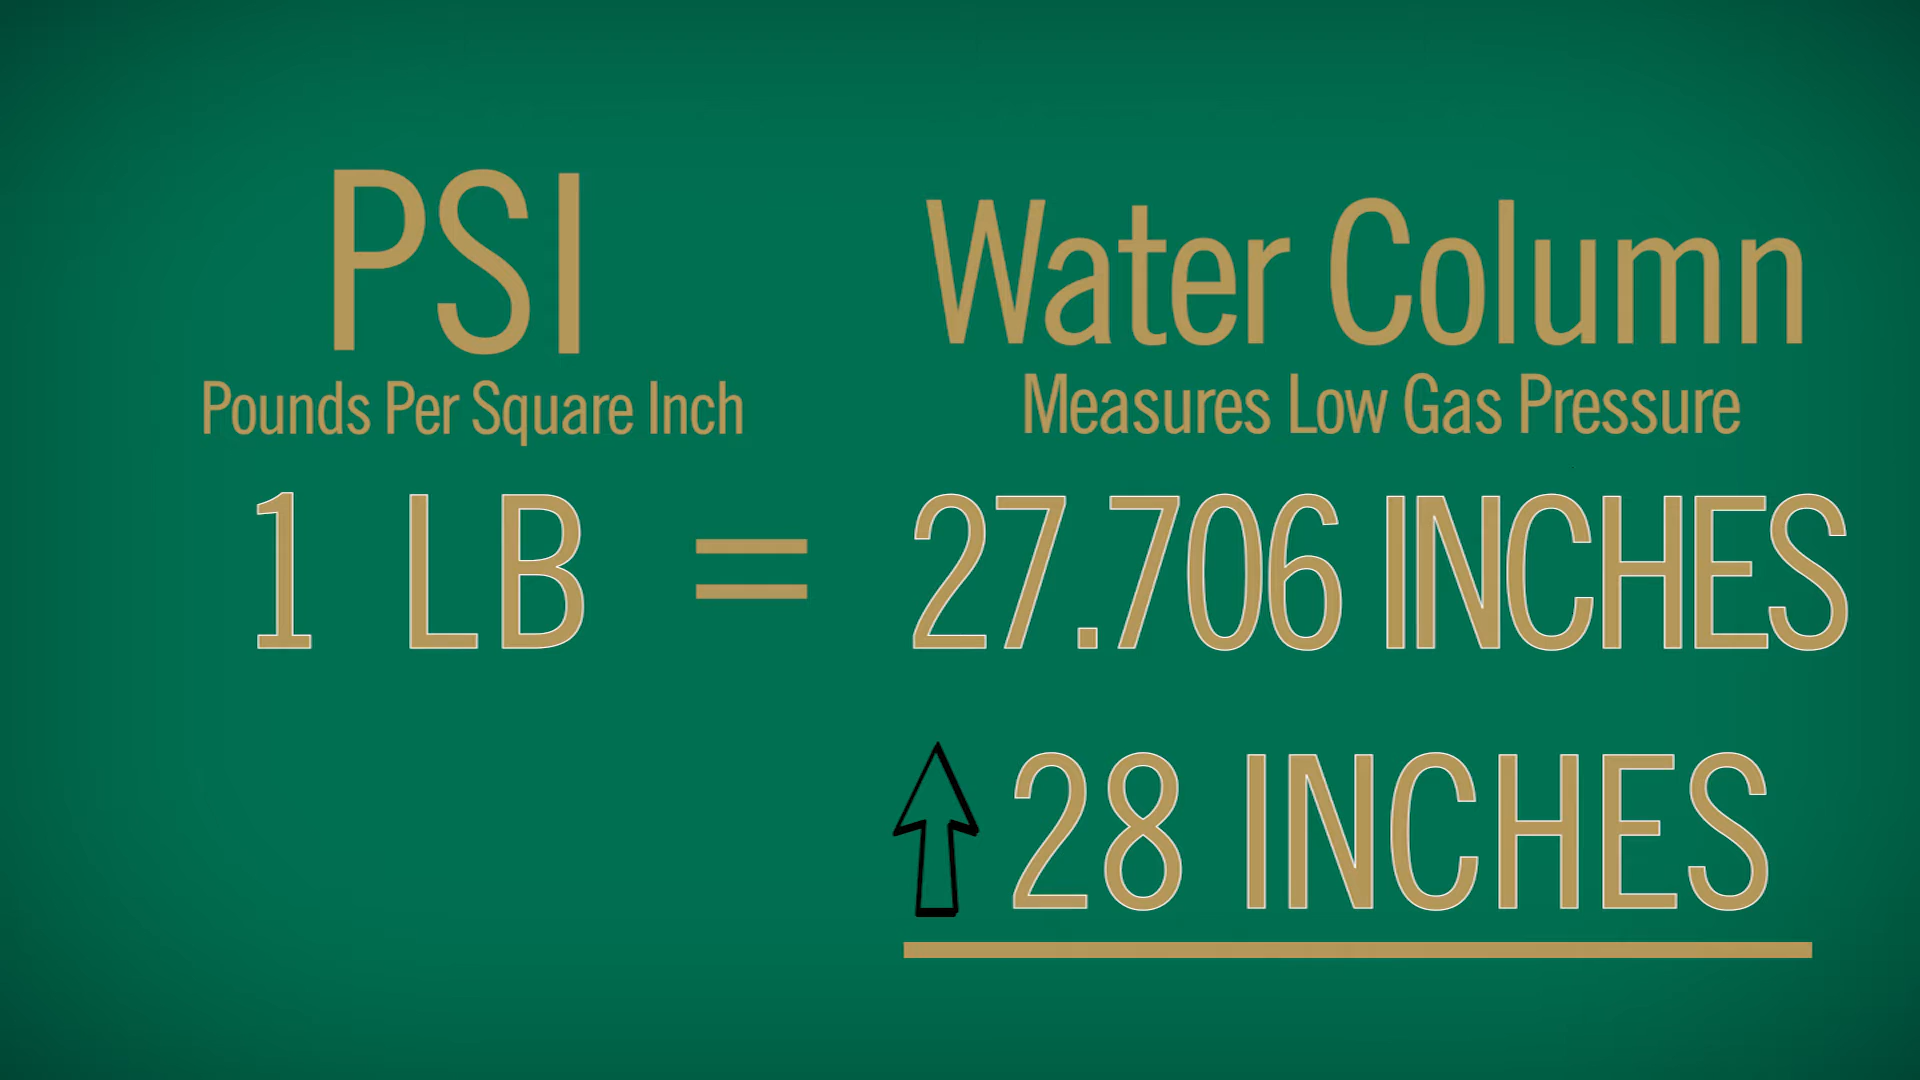 PSI
Pounds Per Square Inch
Water Column
Measures Low Gas Pressure
1 LB = 27.706 INCHES
28 INCHES